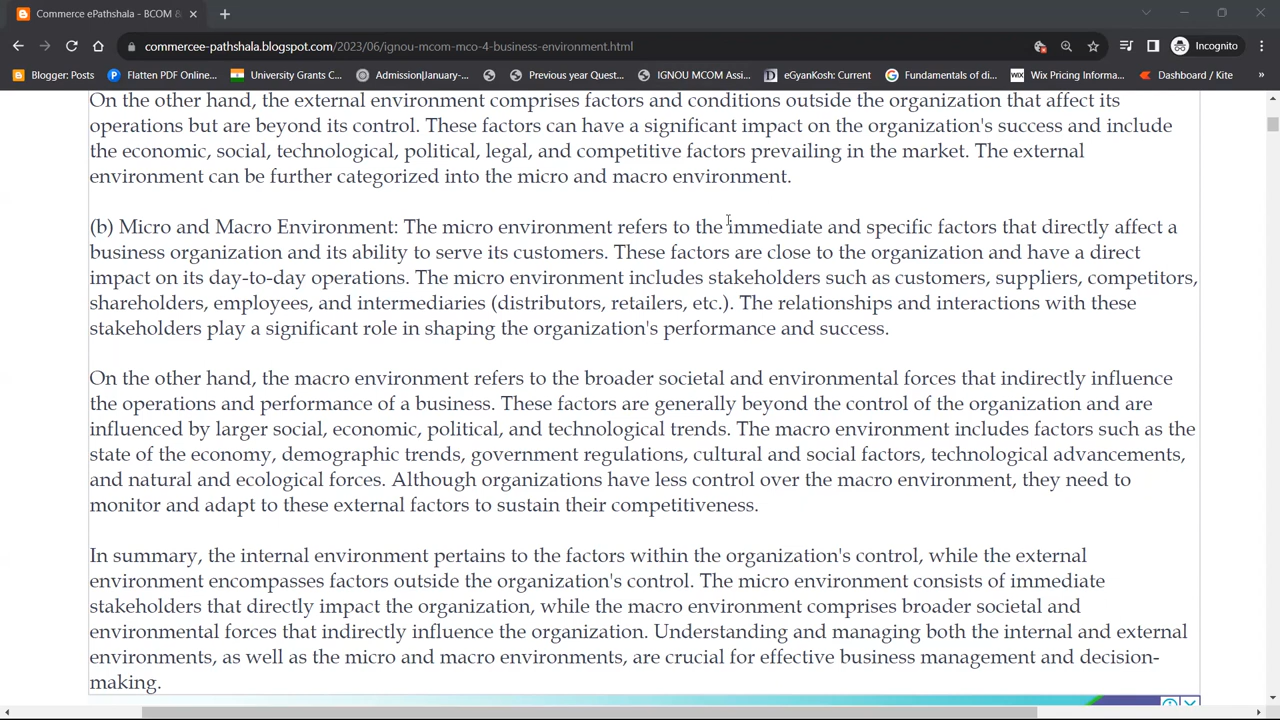 Commerce ePathshala - BCOM &
commercee-pathshala.blogspot.com/2023/06/ignou-mcom-mco-4-business-environment.html
Incognito
Blogger: Posts
Flatten PDF Online...
University Grants C...
Admission|January-...
Previous year Quest...
IGNOU MCOM Assi...
eGyanKosh: Current
Fundamentals of di...
WIX
Wix Pricing Informa...
Dashboard / Kite
»
On the other hand, the external environment comprises factors and conditions outside the organization that affect its
operations but are beyond its control. These factors can have a significant impact on the organization's success and include
the economic, social, technological, political, legal, and competitive factors prevailing in the market. The external
environment can be further categorized into the micro and macro environment.
(b) Micro and Macro Environment: The micro environment refers to the immediate and specific factors that directly affect a
business organization and its ability to serve its customers. These factors are close to the organization and have a direct
impact on its day-to-day operations. The micro environment includes stakeholders such as customers, suppliers, competitors,
shareholders, employees, and intermediaries (distributors, retailers, etc.). The relationships and interactions with these
stakeholders play a significant role in shaping the organization's performance and success.
On the other hand, the macro environment refers to the broader societal and environmental forces that indirectly influence
the operations and performance of a business. These factors are generally beyond the control of the organization and are
influenced by larger social, economic, political, and technological trends. The macro environment includes factors such as the
state of the economy, demographic trends, government regulations, cultural and social factors, technological advancements,
and natural and ecological forces. Although organizations have less control over the macro environment, they need to
monitor and adapt to these external factors to sustain their competitiveness.
In summary, the internal environment pertains to the factors within the organization's control, while the external
environment encompasses factors outside the organization's control. The micro environment consists of immediate
stakeholders that directly impact the organization, while the macro environment comprises broader societal and
environmental forces that indirectly influence the organization. Understanding and managing both the internal and external
environments, as well as the micro and macro environments, are crucial for effective business management and decision-
making.